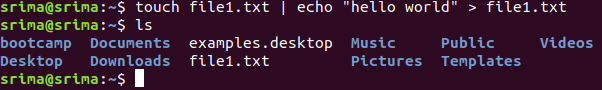 srima@srima:~$ touch file1.txt | echo "hello world" > file1.txt
srima@srima:~$ ls
bootcamp  Documents  examples.desktop  Music     Public     Videos
Desktop   Downloads  file1.txt         Pictures  Templates
srima@srima:~$